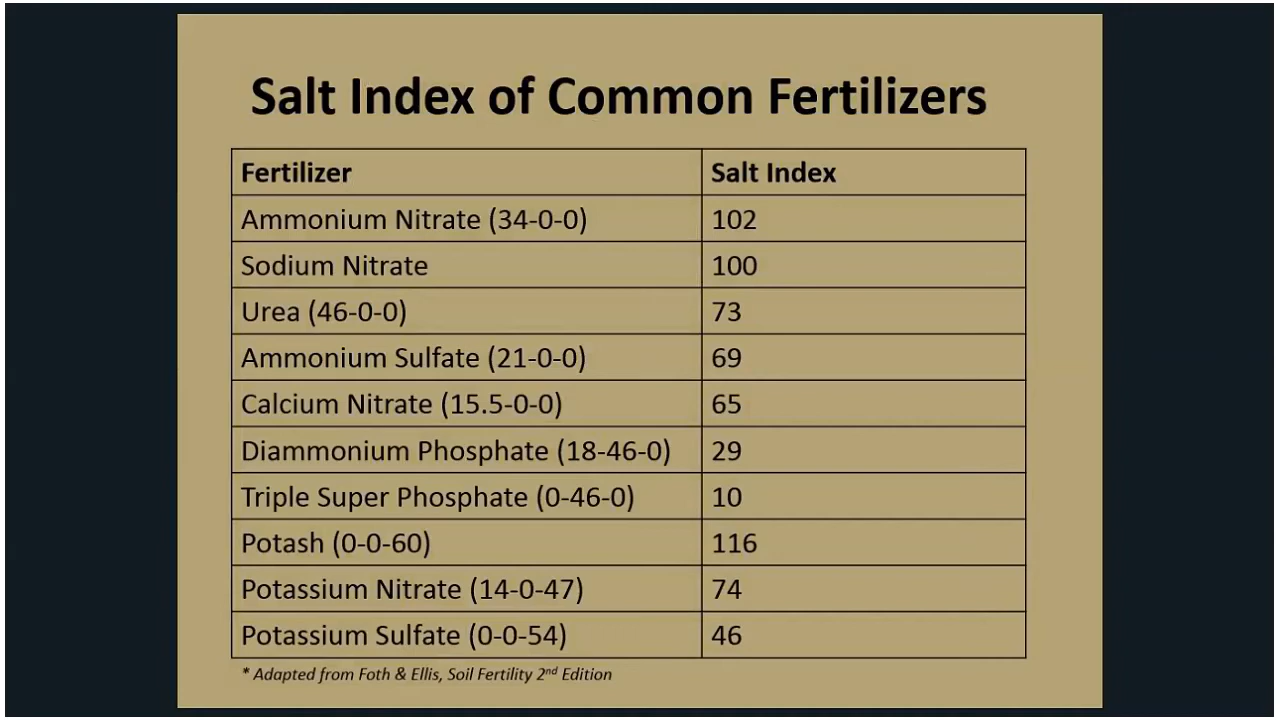 Salt Index of Common Fertilizers
Fertilizer Salt Index
Ammonium Nitrate (34-0-0) 102
Sodium Nitrate 100
Urea (46-0-0) 73
Ammonium Sulfate (21-0-0) 69
Calcium Nitrate (15.5-0-0) 65
Diammonium Phosphate (18-46-0) 29
Triple Super Phosphate (0-46-0) 10
Potash (0-0-60) 116
Potassium Nitrate (14-0-47) 74
Potassium Sulfate (0-0-54) 46
* Adapted from Foth & Ellis, Soil Fertility 2nd Edition